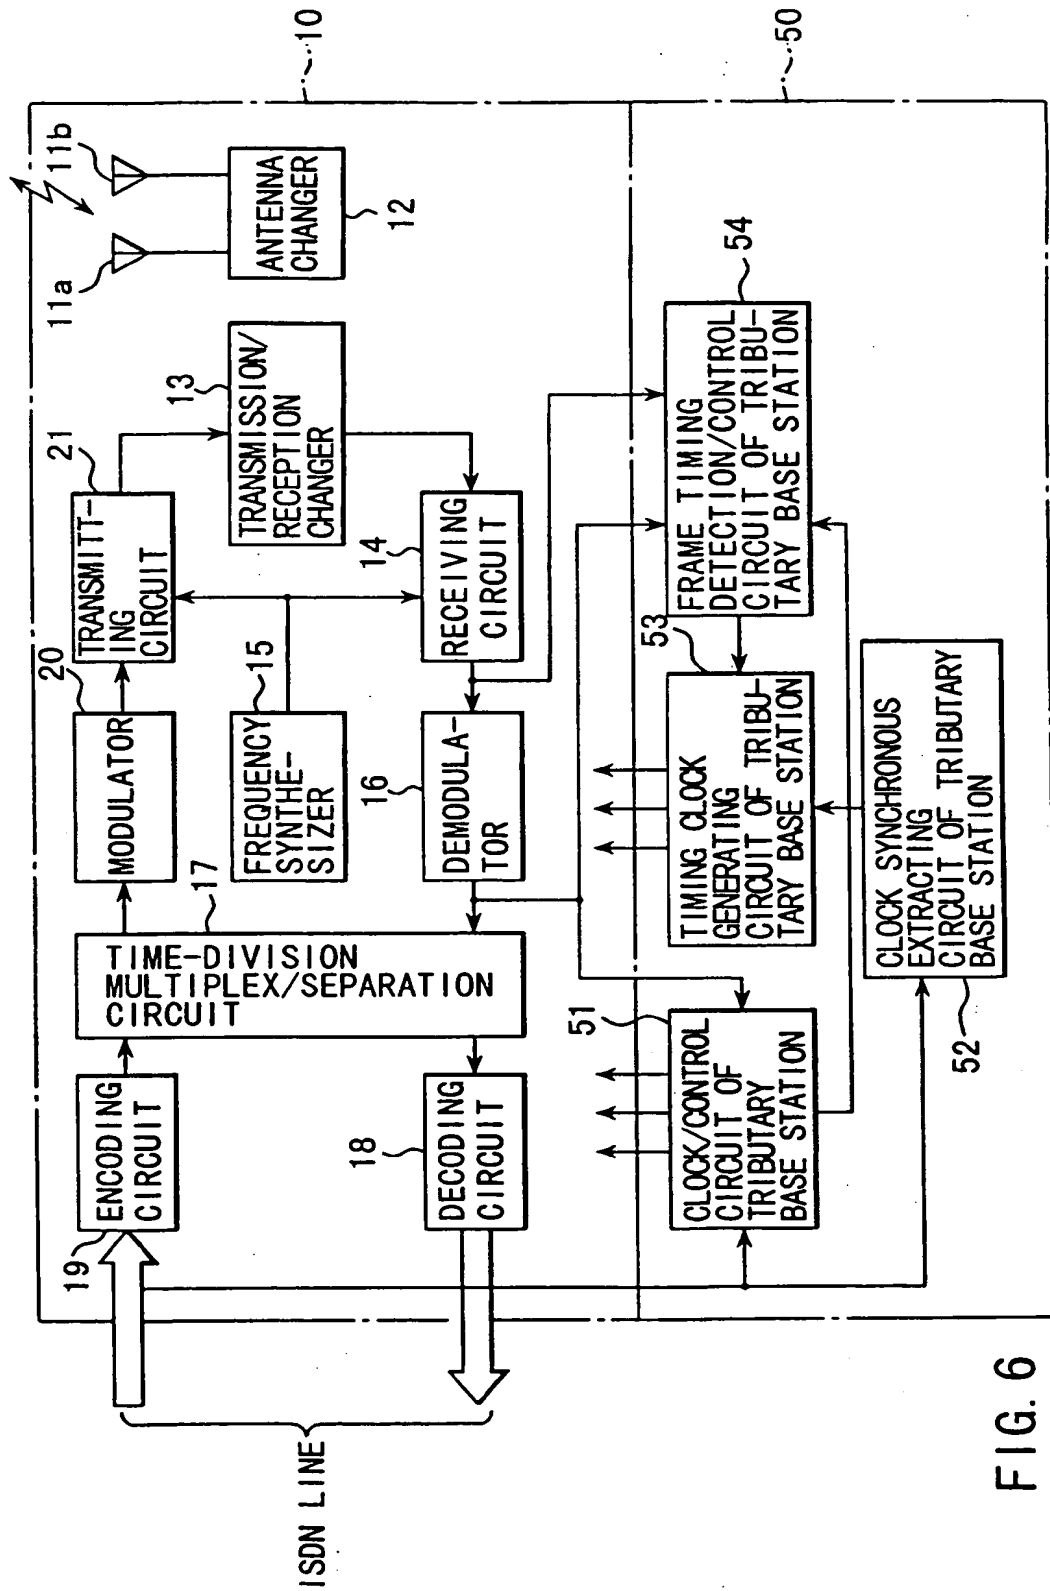 10
50
11b
11a
ANTENNA
CHANGER
12
21
TRANSMITT-
ING
CIRCUIT
13
TRANSMISSION/
RECEPTION
CHANGER
14
RECEIVING
CIRCUIT
20
MODULATOR
15
FREQUENCY
SYNTHE-
SIZER
16
DEMODULA-
TOR
17
TIME-DIVISION
MULTIPLEX/SEPARATION
CIRCUIT
19
ENCODING
CIRCUIT
18
DECODING
CIRCUIT
ISDN LINE
54
FRAME TIMING
DETECTION/CONTROL
CIRCUIT OF TRIBU-
TARY BASE STATION
53
TIMING CLOCK
GENERATING
CIRCUIT OF TRIBU-
TARY BASE STATION
51
CLOCK/CONTROL
CIRCUIT OF
TRIBUTARY
BASE STATION
52
CLOCK SYNCHRONOUS
EXTRACTING
CIRCUIT OF TRIBUTARY
BASE STATION
FIG. 6